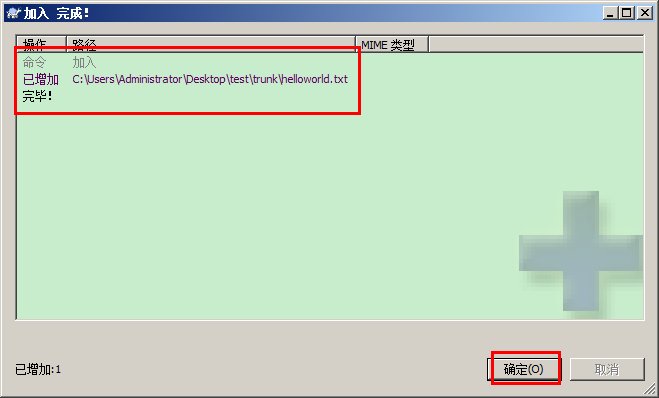 加入 完成!
操作 路径 MIME 类型
命令 加入
已增加 C:\Users\Administrator\Desktop\test\trunk\helloworld.txt
完毕!
已增加:1 确定(O) 取消